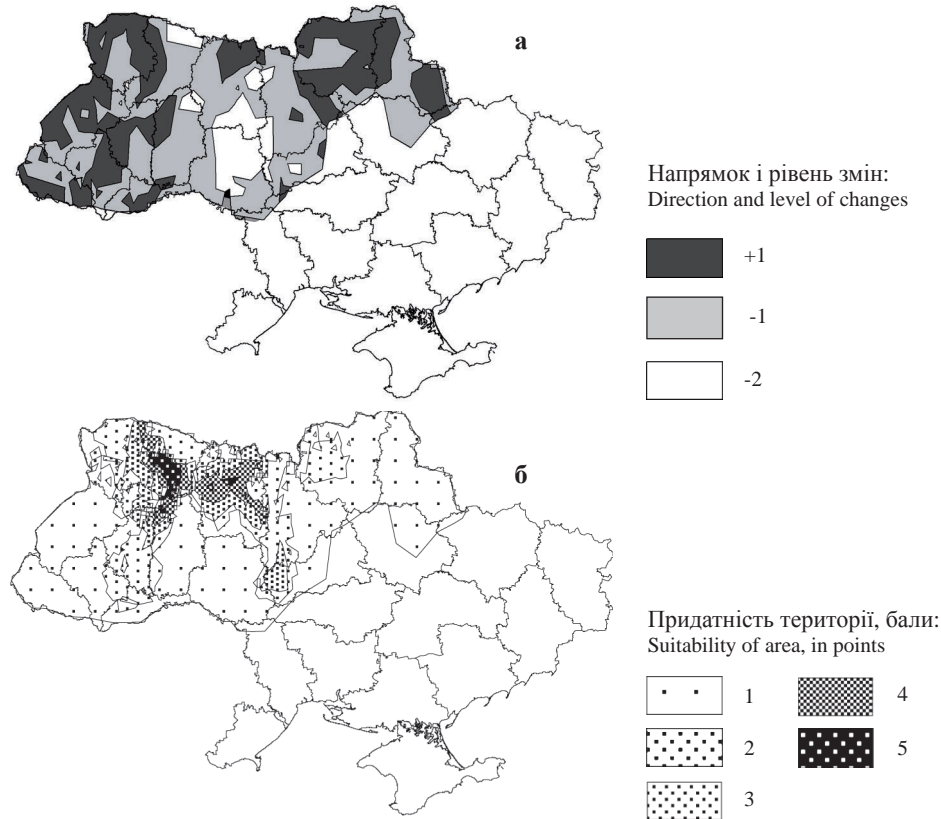 а
Напрямок і рівень змін:
Direction and level of changes
+1
-1
-2
б
Придатність території, бали:
Suitability of area, in points
1 4
2 5
3